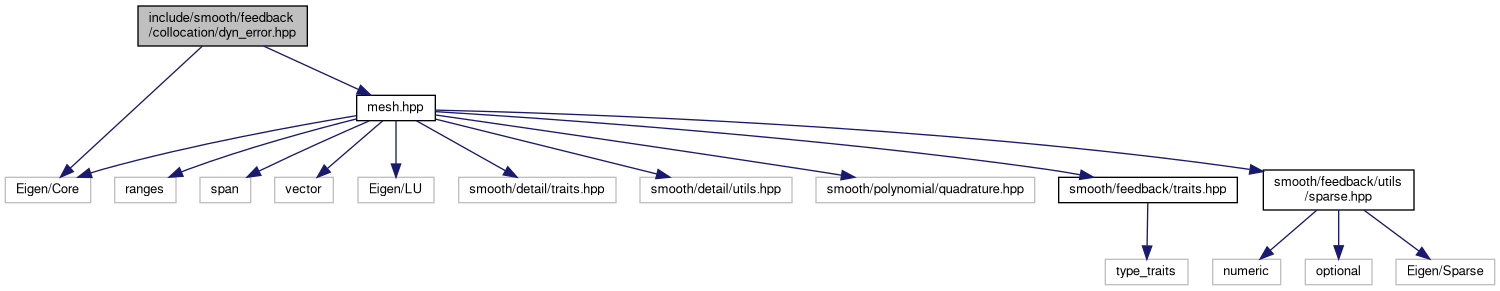 include/smooth/feedback
/collocation/dyn_error.hpp
mesh.hpp
Eigen/Core
ranges
span
vector
Eigen/LU
smooth/detail/traits.hpp
smooth/detail/utils.hpp
smooth/polynomial/quadrature.hpp
smooth/feedback/traits.hpp
smooth/feedback/utils
/sparse.hpp
type_traits
numeric
optional
Eigen/Sparse